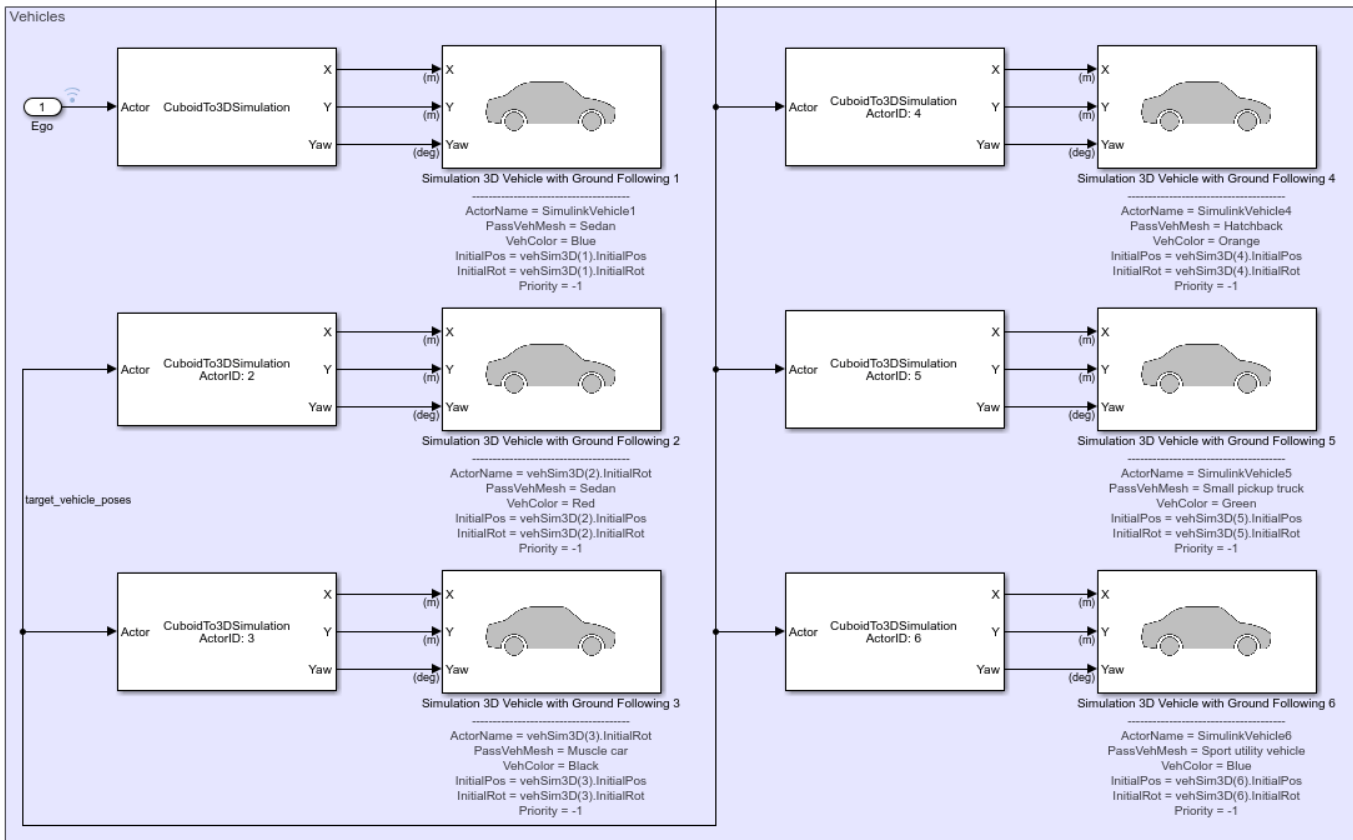 Vehicles
1
Ego
Actor
CuboidTo3DSimulation
X
Y
Yaw
(m)
(m)
(deg)
X
Y
Yaw
Simulation 3D Vehicle with Ground Following 1
---------------------------------------
ActorName = SimulinkVehicle1
PassVehMesh = Sedan
VehColor = Blue
InitialPos = vehSim3D(1).InitialPos
InitialRot = vehSim3D(1).InitialRot
Priority = -1
Actor
CuboidTo3DSimulation
ActorID: 2
X
Y
Yaw
(m)
(m)
(deg)
X
Y
Yaw
Simulation 3D Vehicle with Ground Following 2
---------------------------------------
ActorName = vehSim3D(2).InitialRot
PassVehMesh = Sedan
VehColor = Red
InitialPos = vehSim3D(2).InitialPos
InitialRot = vehSim3D(2).InitialRot
Priority = -1
target_vehicle_poses
Actor
CuboidTo3DSimulation
ActorID: 3
X
Y
Yaw
(m)
(m)
(deg)
X
Y
Yaw
Simulation 3D Vehicle with Ground Following 3
---------------------------------------
ActorName = vehSim3D(3).InitialRot
PassVehMesh = Muscle car
VehColor = Black
InitialPos = vehSim3D(3).InitialPos
InitialRot = vehSim3D(3).InitialRot
Priority = -1
Actor
CuboidTo3DSimulation
ActorID: 4
X
Y
Yaw
(m)
(m)
(deg)
X
Y
Yaw
Simulation 3D Vehicle with Ground Following 4
---------------------------------------
ActorName = SimulinkVehicle4
PassVehMesh = Hatchback
VehColor = Orange
InitialPos = vehSim3D(4).InitialPos
InitialRot = vehSim3D(4).InitialRot
Priority = -1
Actor
CuboidTo3DSimulation
ActorID: 5
X
Y
Yaw
(m)
(m)
(deg)
X
Y
Yaw
Simulation 3D Vehicle with Ground Following 5
---------------------------------------
ActorName = SimulinkVehicle5
PassVehMesh = Small pickup truck
VehColor = Green
InitialPos = vehSim3D(5).InitialPos
InitialRot = vehSim3D(5).InitialRot
Priority = -1
Actor
CuboidTo3DSimulation
ActorID: 6
X
Y
Yaw
(m)
(m)
(deg)
X
Y
Yaw
Simulation 3D Vehicle with Ground Following 6
---------------------------------------
ActorName = SimulinkVehicle6
PassVehMesh = Sport utility vehicle
VehColor = Blue
InitialPos = vehSim3D(6).InitialPos
InitialRot = vehSim3D(6).InitialRot
Priority = -1